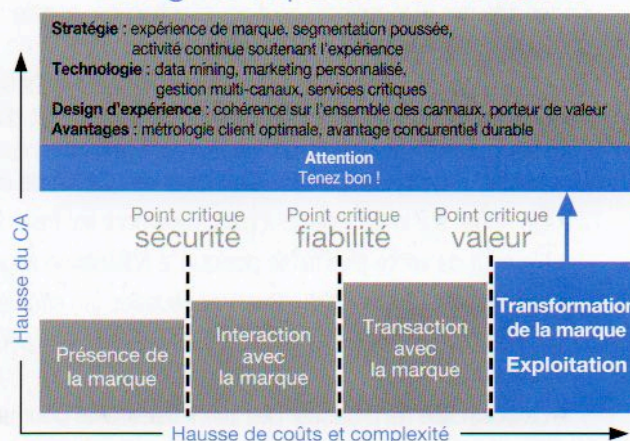 Stratégie : expérience de marque, segmentation poussée,
activité continue soutenant l'expérience
Technologie : data mining, marketing personnalisé,
gestion multi-canaux, services critiques
Design d'expérience : cohérence sur l'ensemble des cannaux, porteur de valeur
Avantages : métrologie client optimale, avantage concurentiel durable
Attention
Tenez bon !
Hausse du CA
Point critique
sécurité
Point critique
fiabilité
Point critique
valeur
Présence de
la marque
Interaction
avec
la marque
Transaction
avec
la marque
Transformation
de la marque
Exploitation
Hausse de coûts et complexité